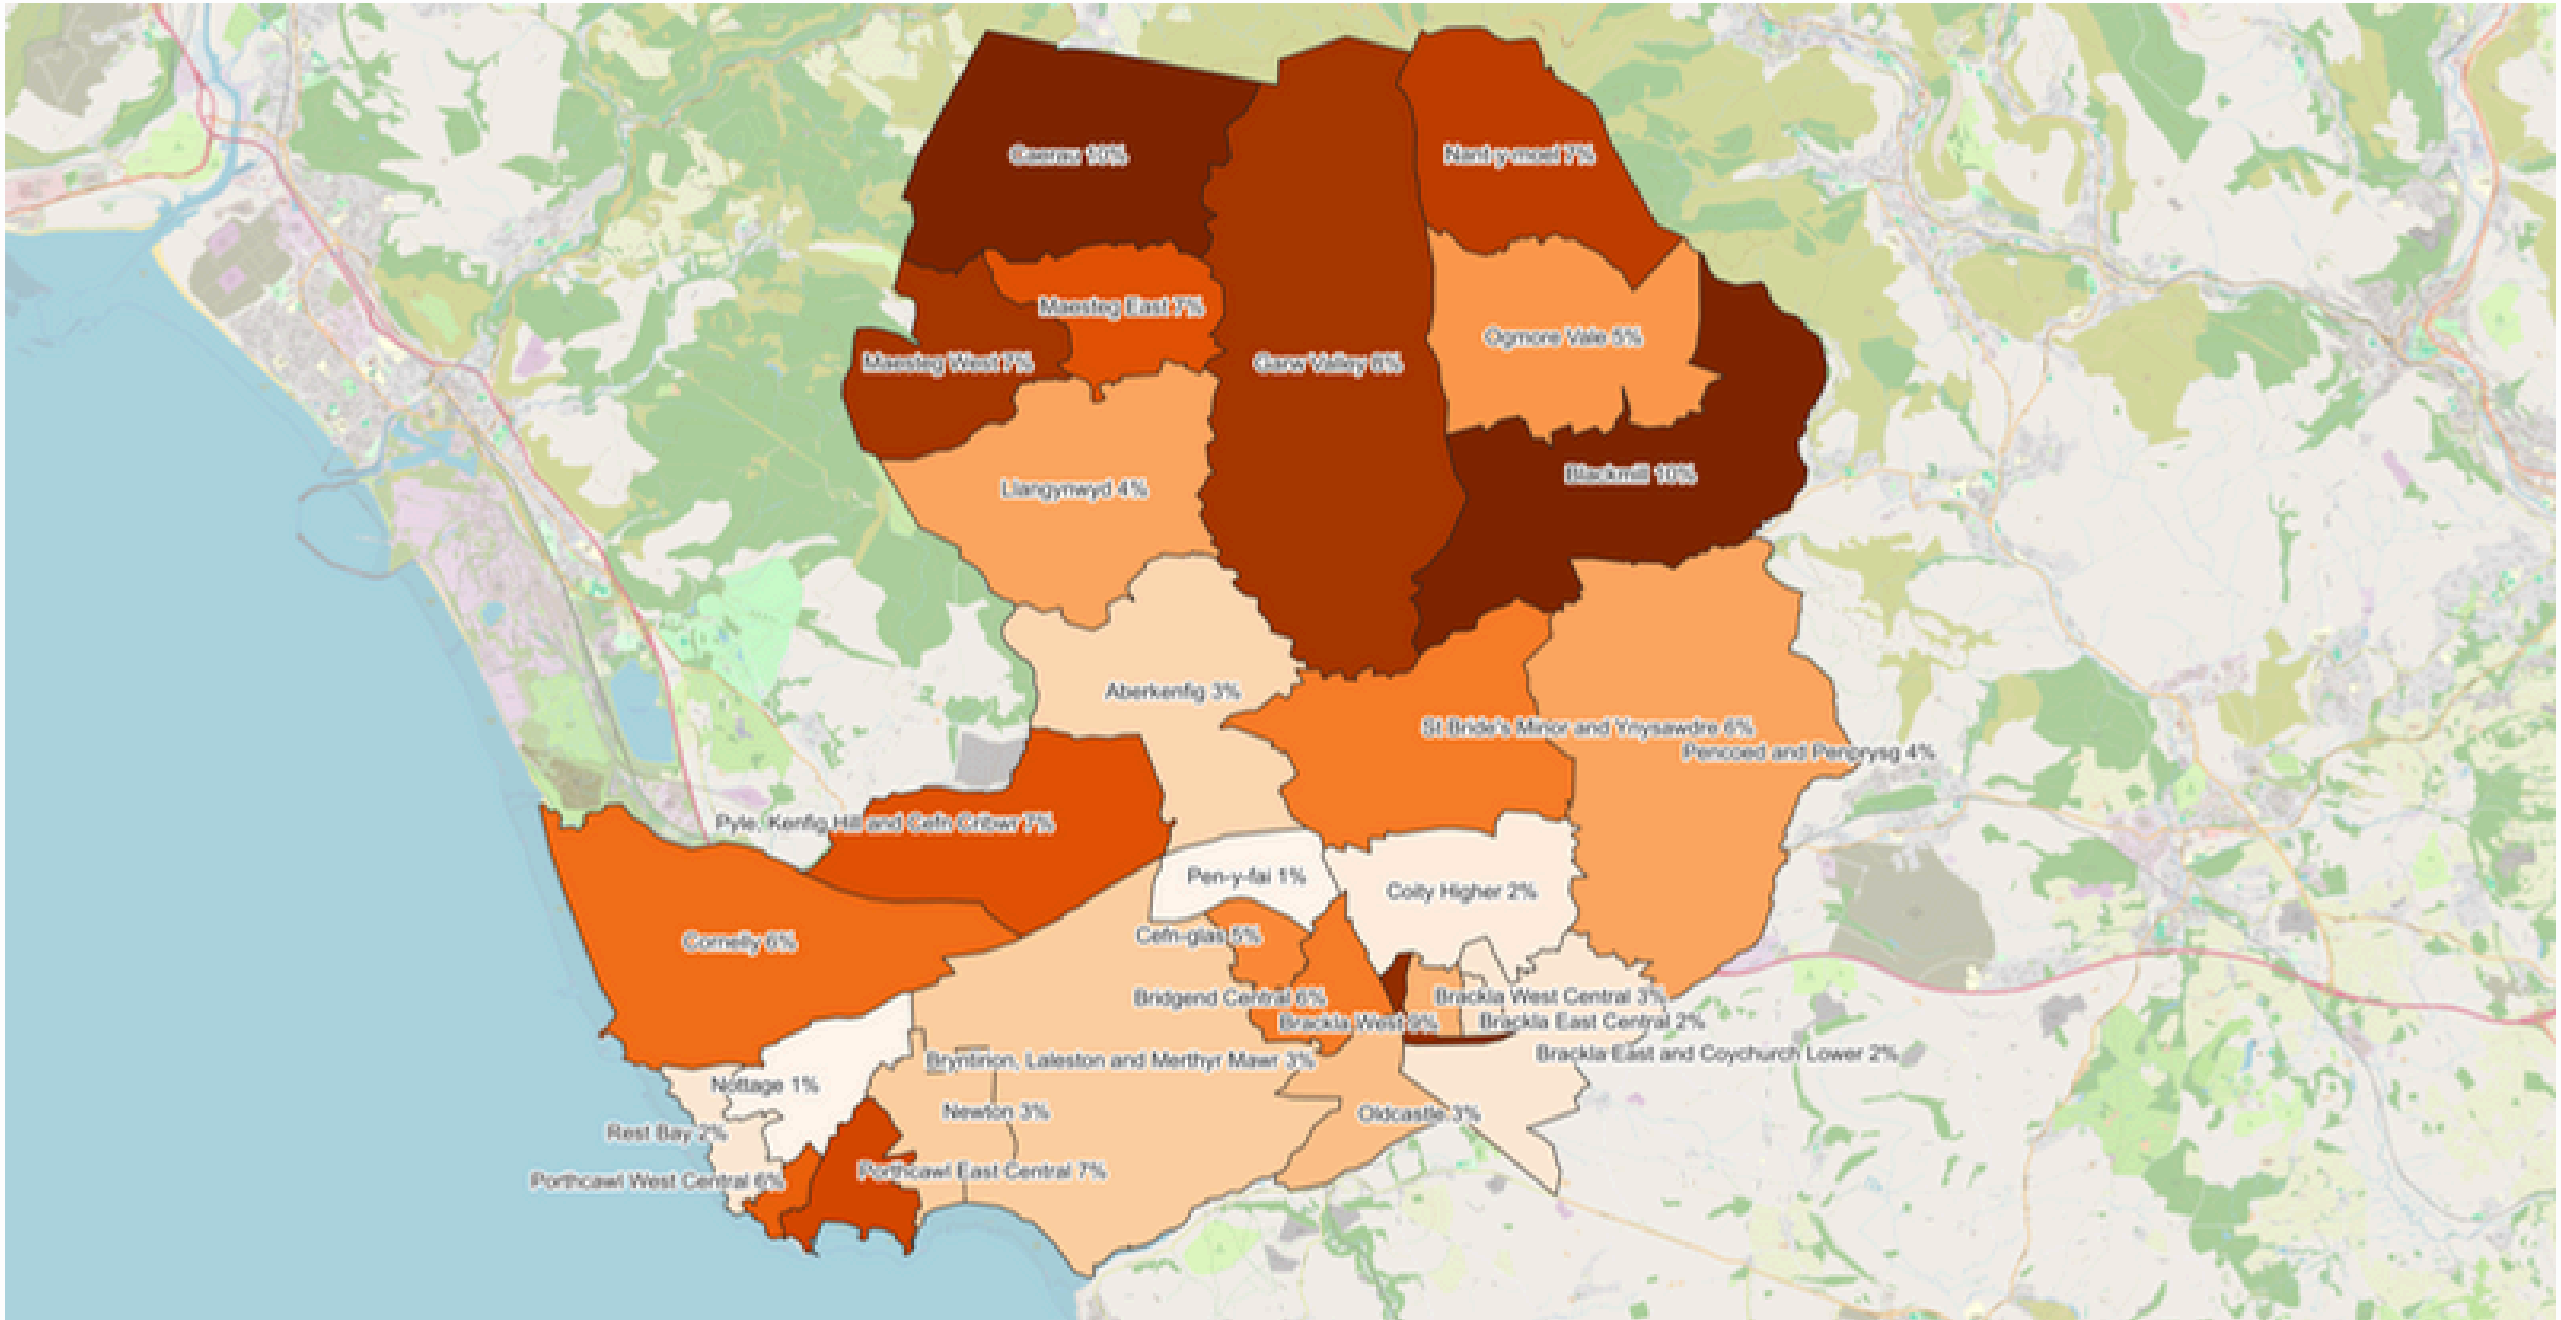 Caerau 10%
Nant-y-moel 7%
Maesteg East 7%
Ogmore Vale 5%
Maesteg West 7%
Garw Valley 8%
Blackmill 10%
Llangynwyd 4%
Aberkenfig 3%
St Bride's Minor and Ynysawdre 6%
Pencoed and Penprysg 4%
Pyle, Kenfig Hill and Cefn Cribwr 7%
Pen-y-fai 1%
Coity Higher 2%
Cefn-glas 5%
Cornelly 6%
Bridgend Central 6%
Brackla West Central 3%
Brackla West 9%
Brackla East Central 2%
Brackla East and Coychurch Lower 2%
Bryntirion, Laleston and Merthyr Mawr 3%
Nottage 1%
Newton 3%
Oldcastle 3%
Rest Bay 2%
Porthcawl East Central 7%
Porthcawl West Central 6%